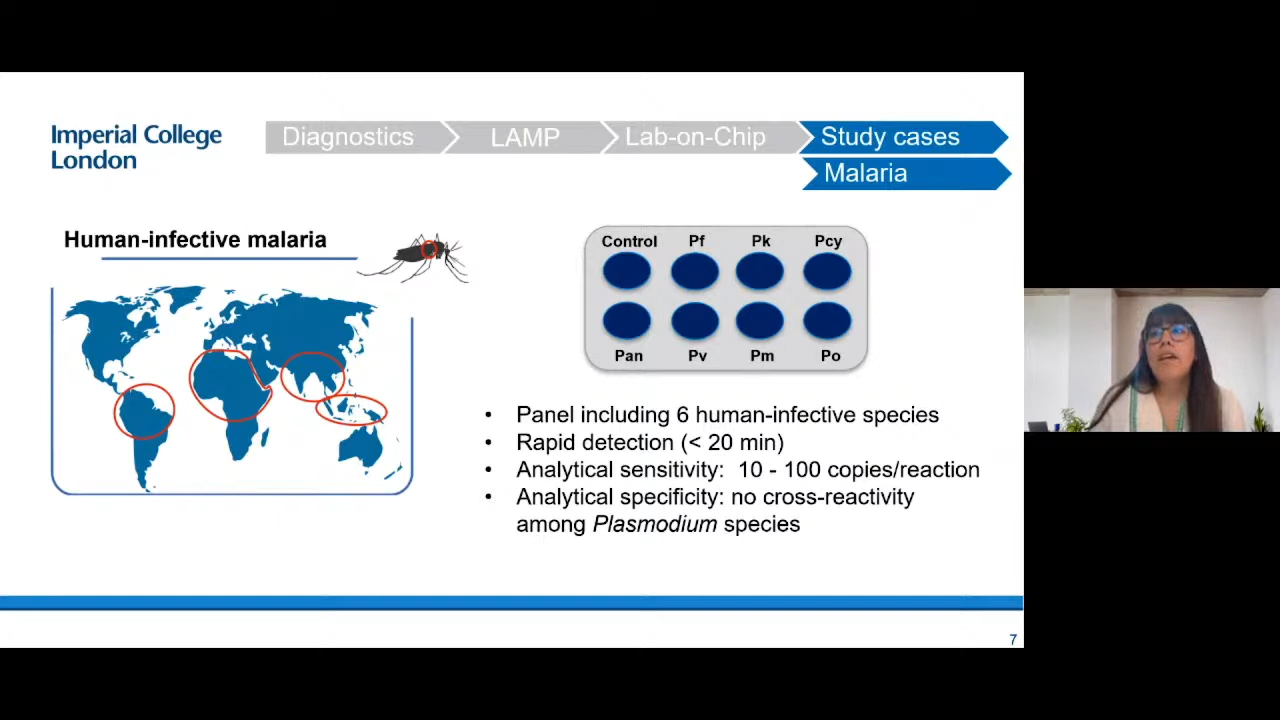 Imperial College
London
Diagnostics
LAMP
Lab-on-Chip
Study cases
Malaria
Human-infective malaria
Control Pf Pk Pcy
Pan Pv Pm Po
• Panel including 6 human-infective species
• Rapid detection (< 20 min)
• Analytical sensitivity: 10 - 100 copies/reaction
• Analytical specificity: no cross-reactivity
among Plasmodium species
7